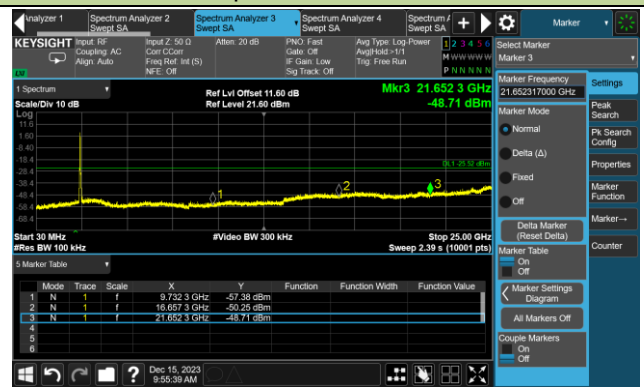 nalyzer 1
Spectrum Analyzer 2
Swept SA
Spectrum Analyzer 3
Swept SA
Spectrum Analyzer 4
Swept SA
Spectrum
Swept SA
+
Marker
KEYSIGHT
Input: RF
Coupling: AC
Align: Auto
Input Z: 50 Ω
Corr CCorr
Freq Ref: Int (S)
NFE: Off
Atten: 20 dB
PNO: Fast
Gate: Off
IF Gain: Low
Sig Track: Off
Avg Type: Log-Power
Avg|Hold:>1/1
Trig: Free Run
1 2 3 4 5 6
M W W W W W
P N N N N N
LW
Select Marker
Marker 3
1 Spectrum
Scale/Div 10 dB
Log
Ref Lvl Offset 11.60 dB
Ref Level 21.60 dBm
Mkr3 21.652 3 GHz
-48.71 dBm
11.6
1.60
-8.40
-18.4
-28.4
-38.4
-48.4
-58.4
-68.4
DL1 -25.52 dBm
1
2
3
Start 30 MHz
#Res BW 100 kHz
#Video BW 300 kHz
Stop 25.00 GHz
Sweep 2.39 s (10001 pts)
5 Marker Table
Mode Trace Scale X Y Function Function Width Function Value
1 N 1 f 9.732 3 GHz -57.38 dBm
2 N 1 f 16.657 3 GHz -50.25 dBm
3 N 1 f 21.652 3 GHz -48.71 dBm
4
5
6
Marker Frequency
21.652317000 GHz
Marker Mode
Normal
Delta (Δ)
Fixed
Off
Delta Marker
(Reset Delta)
Marker Table
On
Off
Marker Settings
Diagram
All Markers Off
Couple Markers
On
Off
Settings
Peak
Search
Pk Search
Config
Properties
Marker
Function
Marker→
Counter
?
Dec 15, 2023
9:55:39 AM